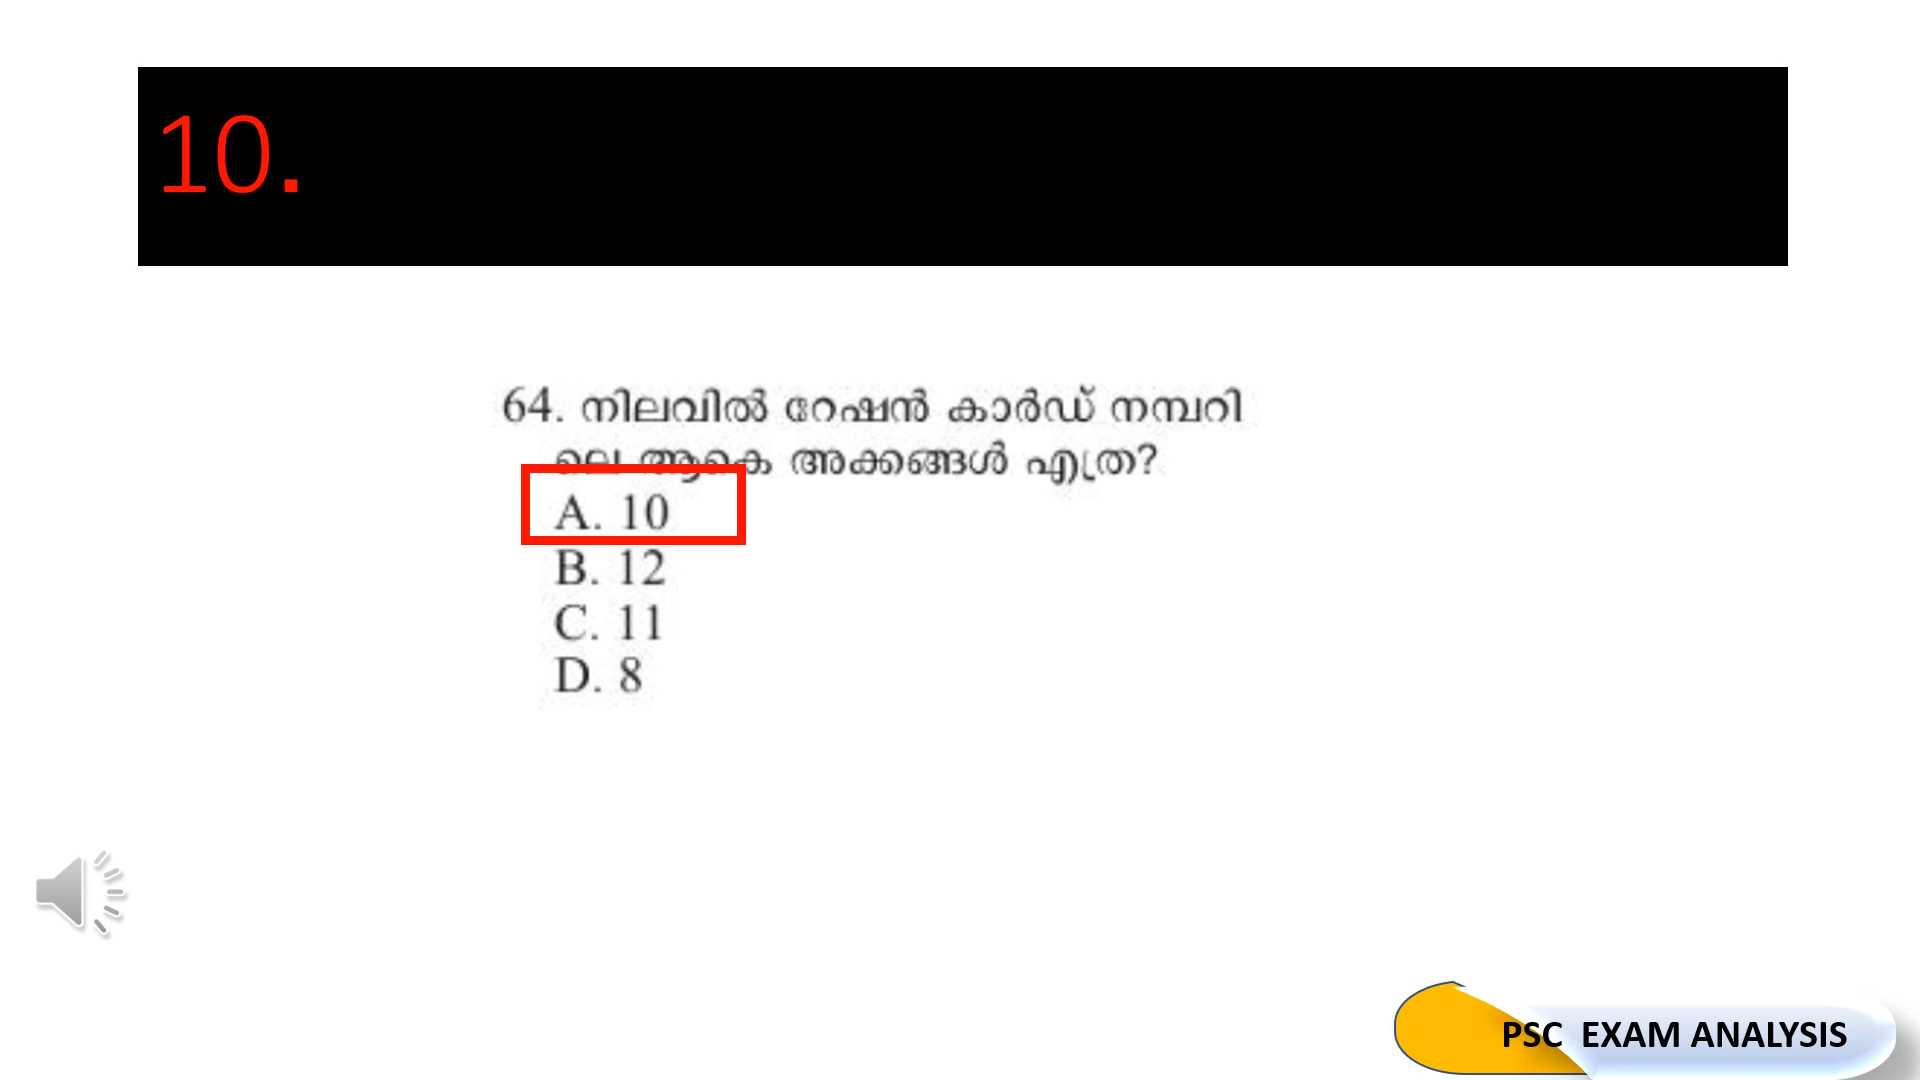 10.
64. നിലവിൽ റേഷൻ കാർഡ് നമ്പറി
ലെ ആകെ അക്കങ്ങൾ എത്ര?
A. 10
B. 12
C. 11
D. 8
PSC EXAM ANALYSIS